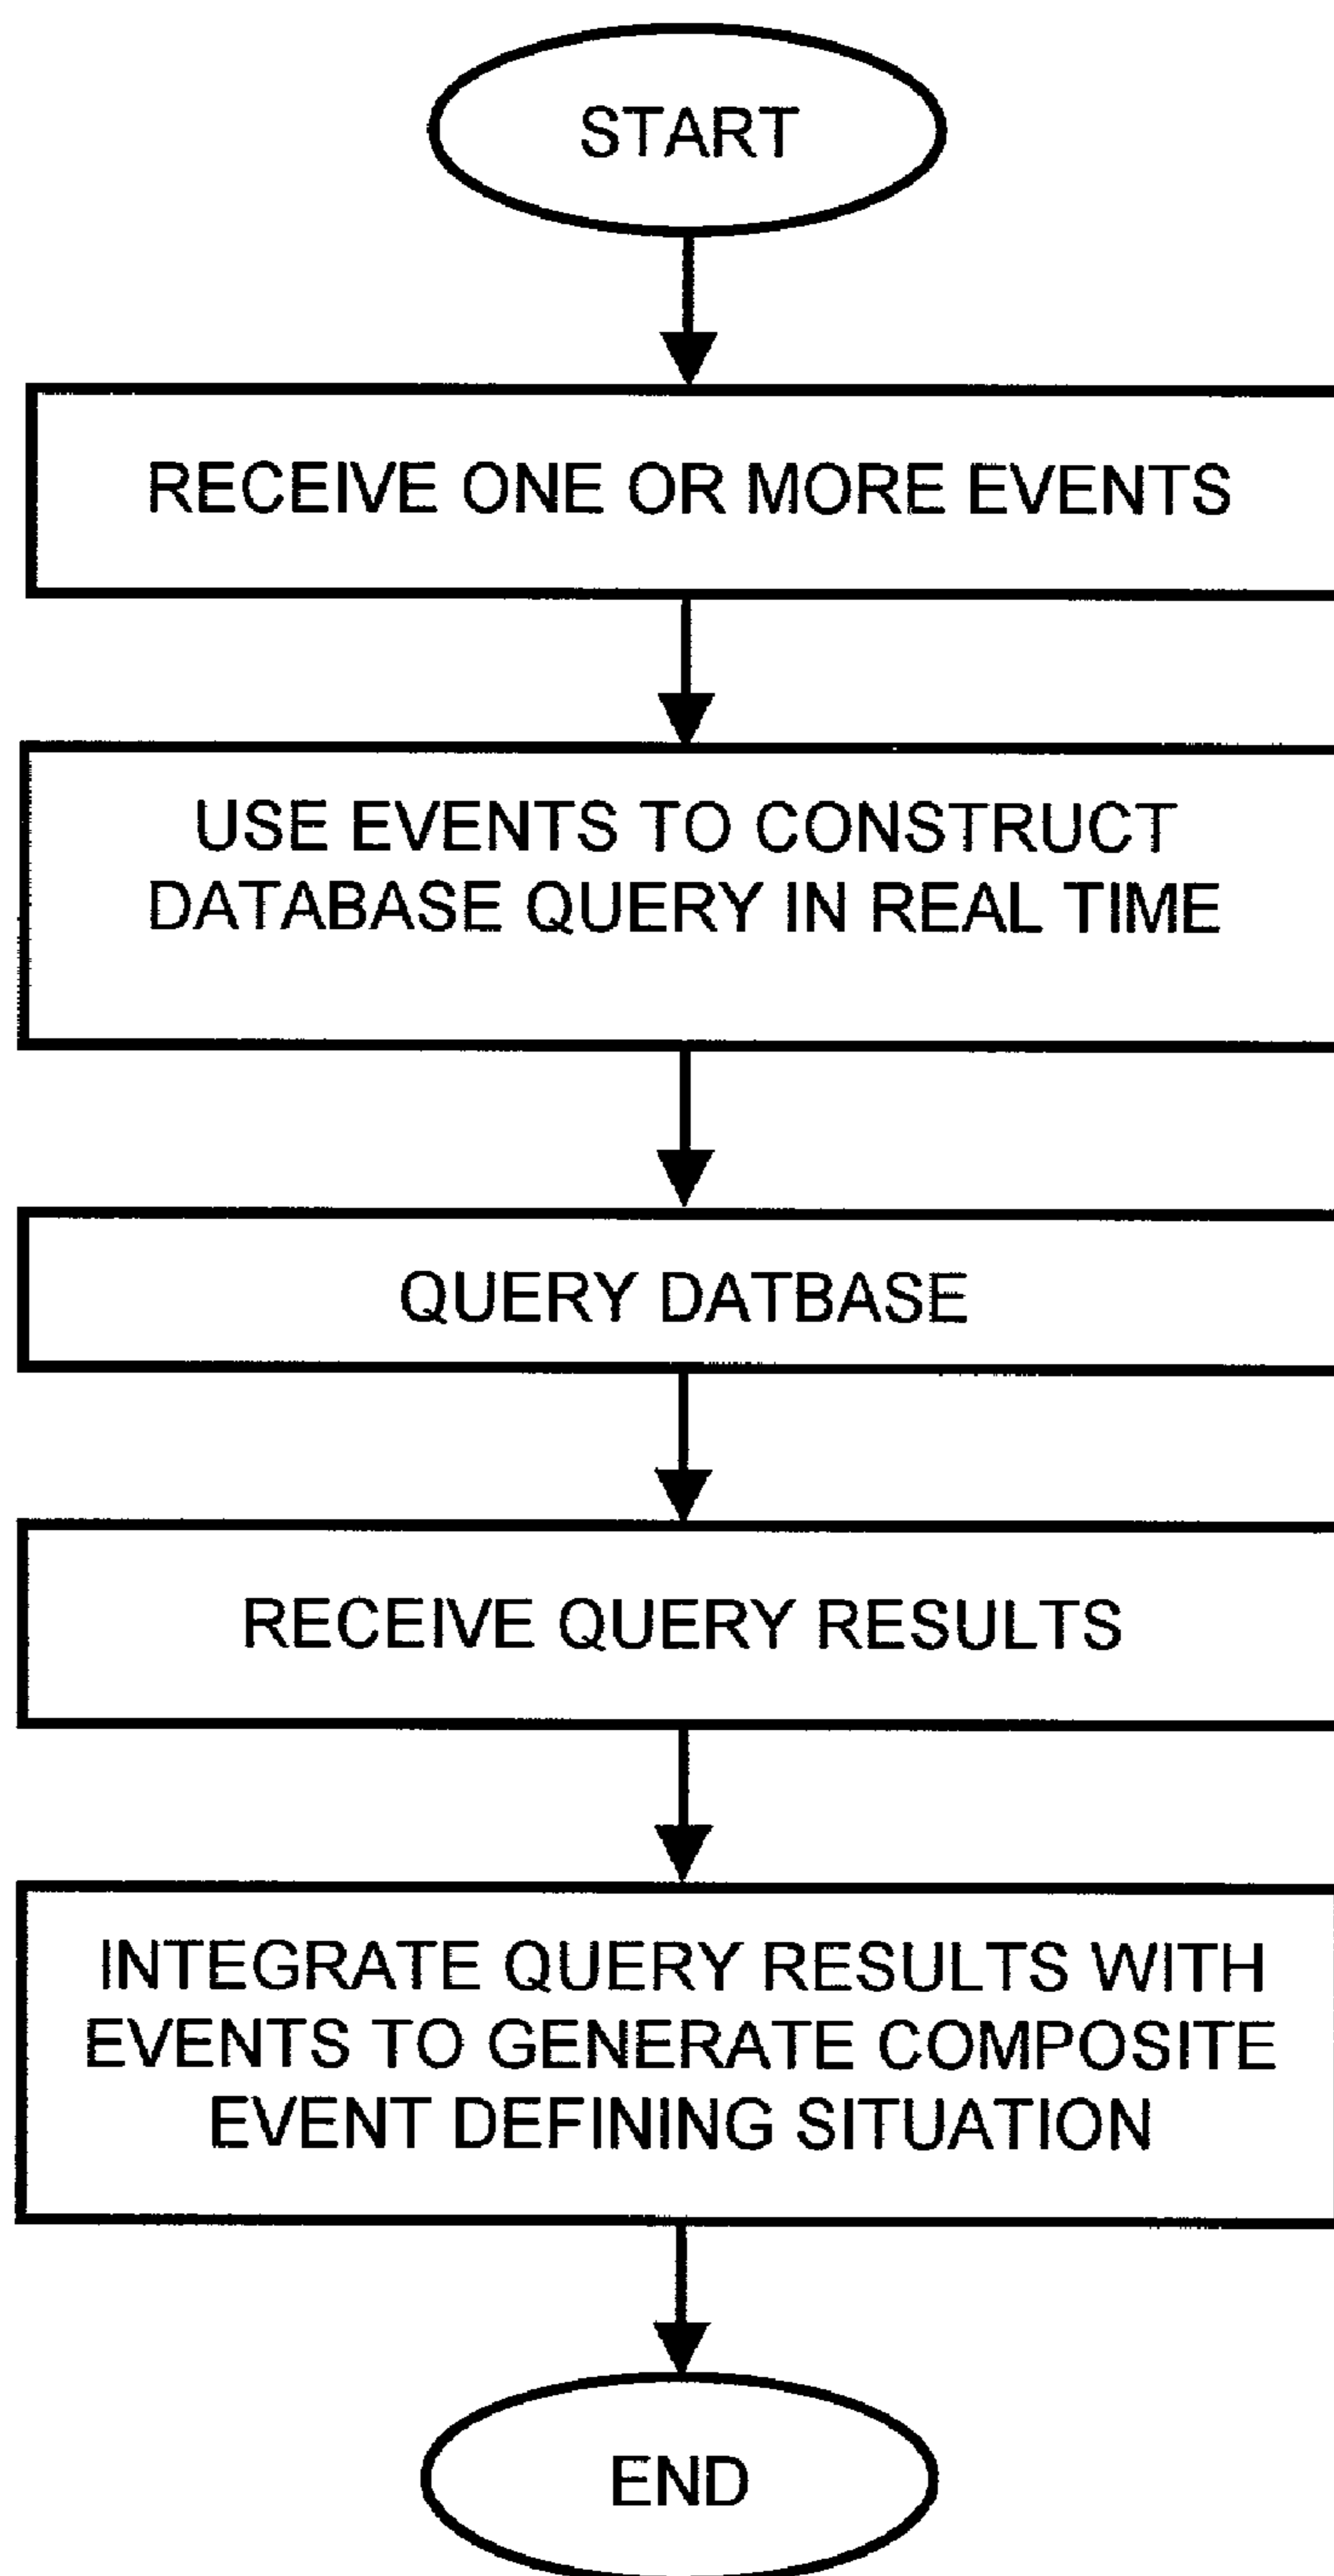 START
RECEIVE ONE OR MORE EVENTS
USE EVENTS TO CONSTRUCT
DATABASE QUERY IN REAL TIME
QUERY DATBASE
RECEIVE QUERY RESULTS
INTEGRATE QUERY RESULTS WITH
EVENTS TO GENERATE COMPOSITE
EVENT DEFINING SITUATION
END